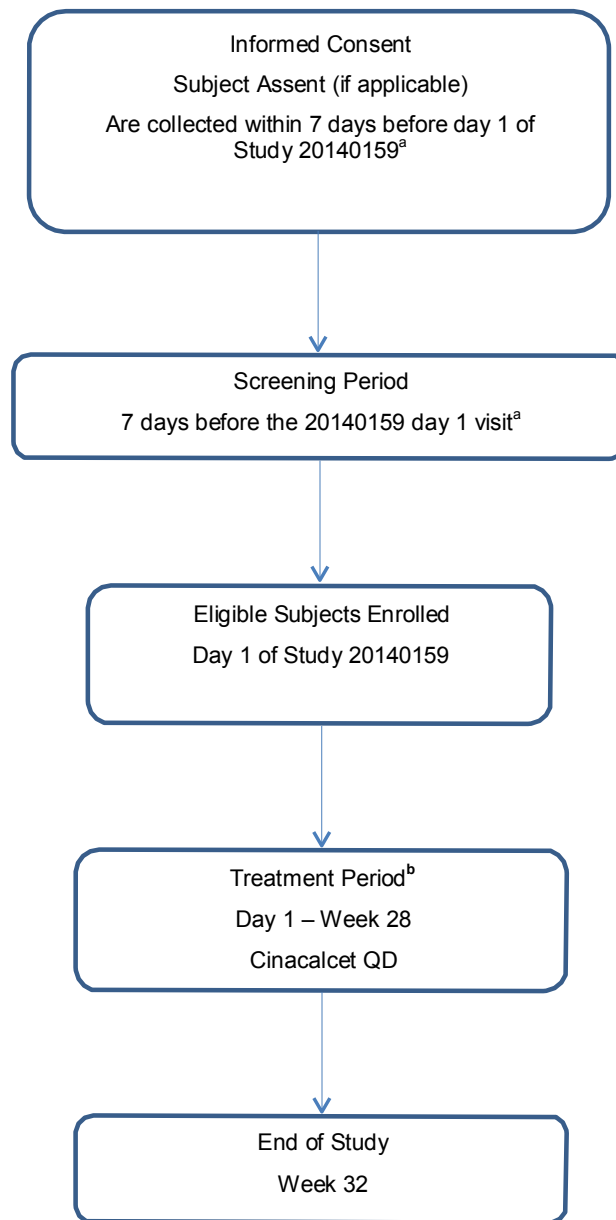 Informed Consent
Subject Assent (if applicable)
Are collected within 7 days before day 1 of
Study 20140159ᵃ
Screening Period
7 days before the 20140159 day 1 visitᵃ
Eligible Subjects Enrolled
Day 1 of Study 20140159
Treatment Periodᵇ
Day 1 – Week 28
Cinacalcet QD
End of Study
Week 32